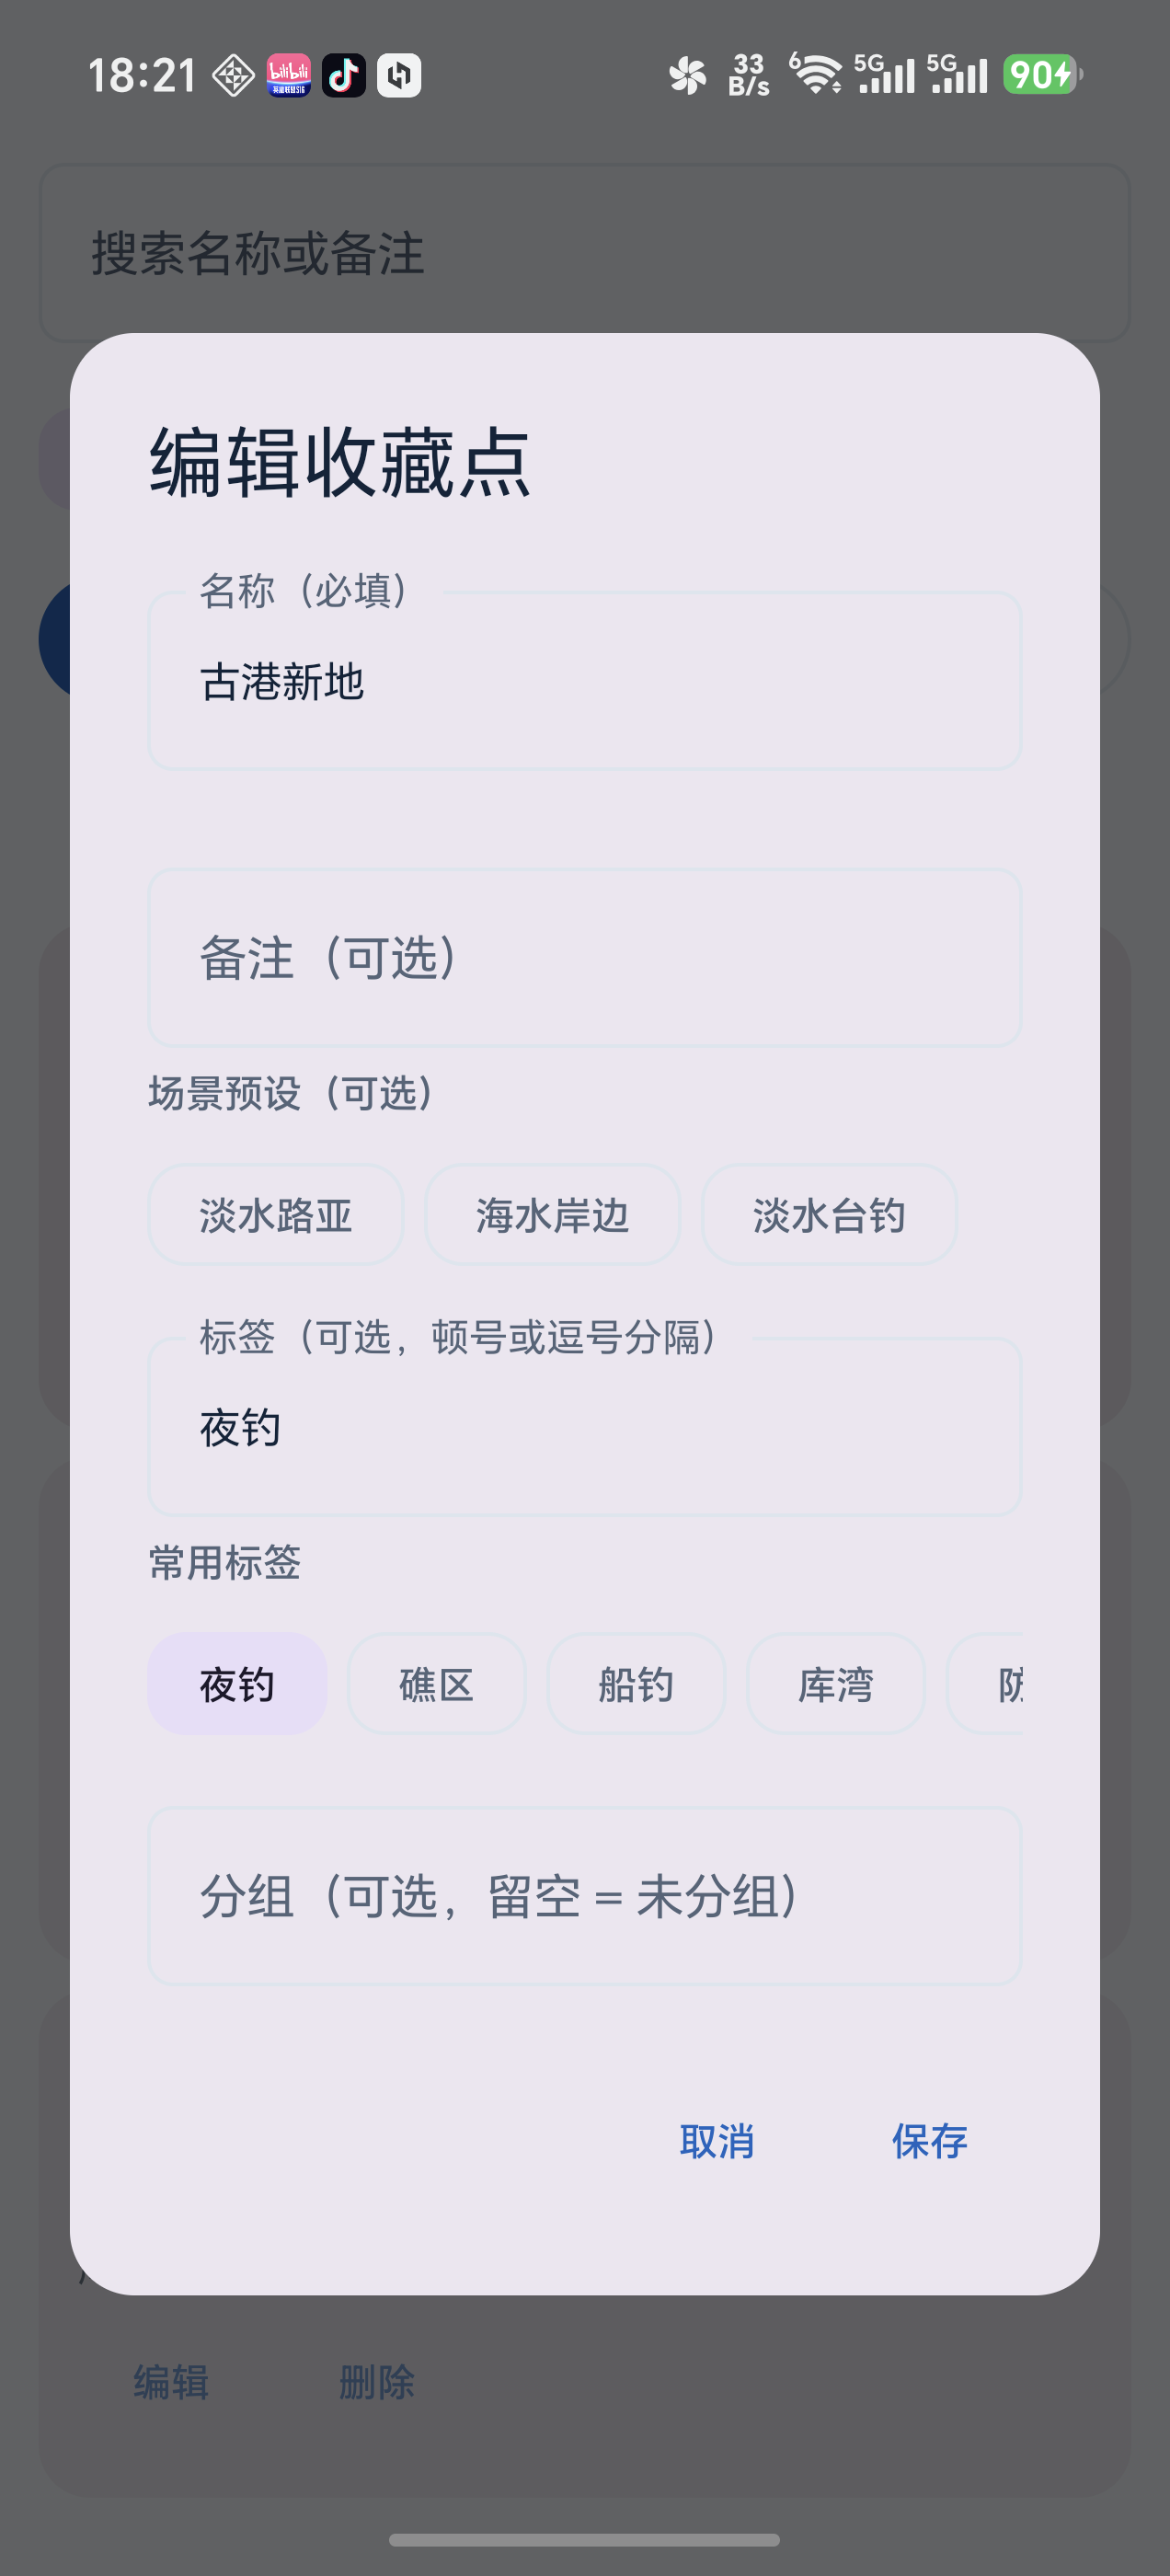 18:21
bilibili
33
B/s
6
5G
5G
90
搜索名称或备注
编辑收藏点
名称（必填）
古港新地
备注（可选）
场景预设（可选）
淡水路亚 海水岸边 淡水台钓
标签（可选，顿号或逗号分隔）
夜钓
常用标签
夜钓 礁区 船钓 库湾 防
分组（可选，留空 = 未分组）
取消 保存
编辑 删除